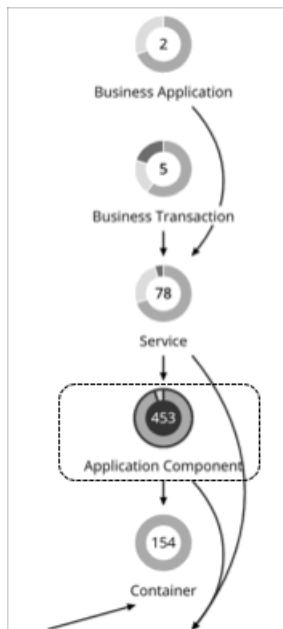 2
Business Application
5
Business Transaction
78
Service
453
Application Component
154
Container